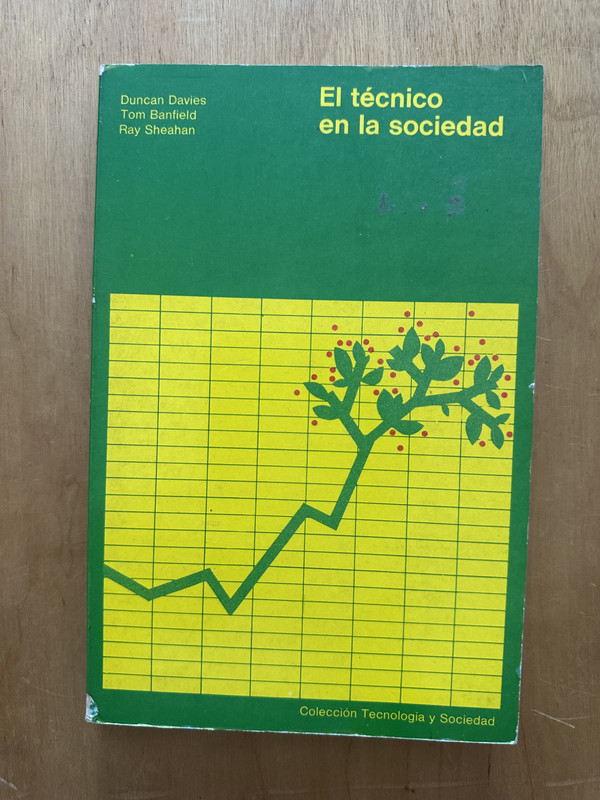 Duncan Davies
Tom Banfield
Ray Sheahan
El técnico
en la sociedad
Colección Tecnología y Sociedad